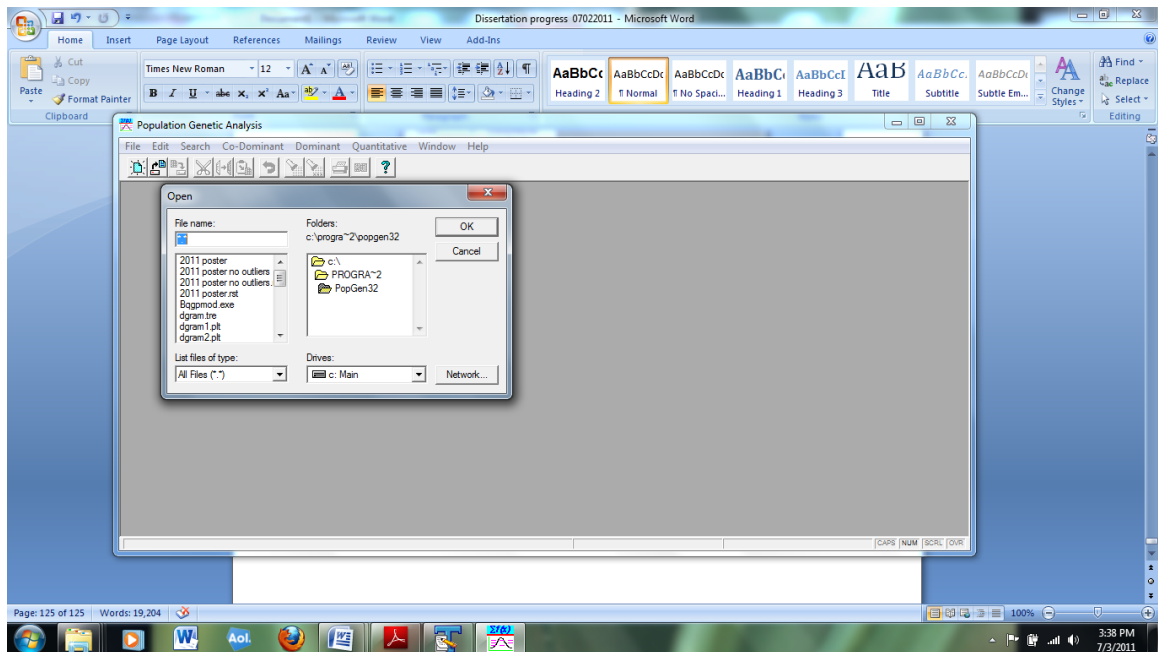 Dissertation progress 07022011 - Microsoft Word
Home Insert Page Layout References Mailings Review View Add-Ins
Cut
Copy
Paste
Format Painter
Clipboard
Times New Roman 12
AaBbCc AaBbCcDc AaBbCcDc AaBbC AaBbCcI AaB AaBbCc. AaBbCcDc
Heading 2 ¶ Normal ¶ No Spaci... Heading 1 Heading 3 Title Subtitle Subtle Em...
Change Styles
Find
Replace
Select
Editing
Population Genetic Analysis
File Edit Search Co-Dominant Dominant Quantitative Window Help
Open
File name:
*.*
2011 poster
2011 poster no outliers
2011 poster no outliers.
2011 poster.rst
Bqgpmod.exe
dgram.tre
dgram1.plt
dgram2.plt
List files of type:
All Files (*.*)
Folders:
c:\progra~2\popgen32
c:\
PROGRA~2
PopGen32
Drives:
c: Main
OK
Cancel
Network...
CAPS NUM SCRL OVR
Page: 125 of 125 Words: 19,204 100%
Aol.
3:38 PM
7/3/2011